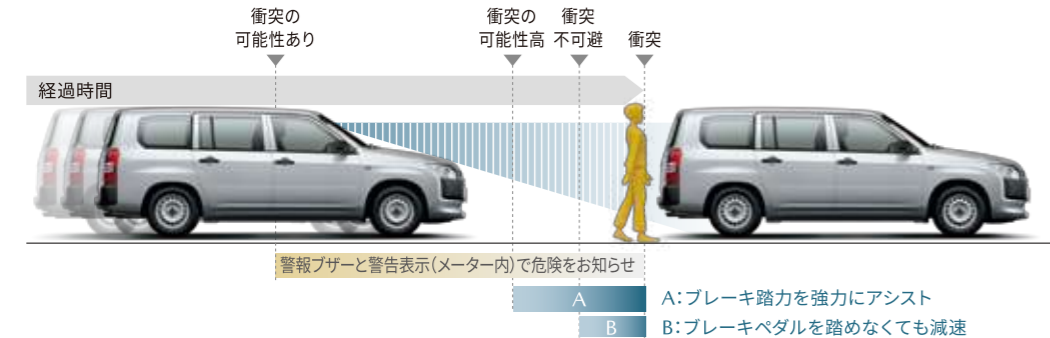 衝突の
可能性あり
衝突の
可能性高
衝突
不可避
衝突
経過時間
警報ブザーと警告表示（メーター内）で危険をお知らせ
A
A：ブレーキ踏力を強力にアシスト
B
B：ブレーキペダルを踏めなくても減速